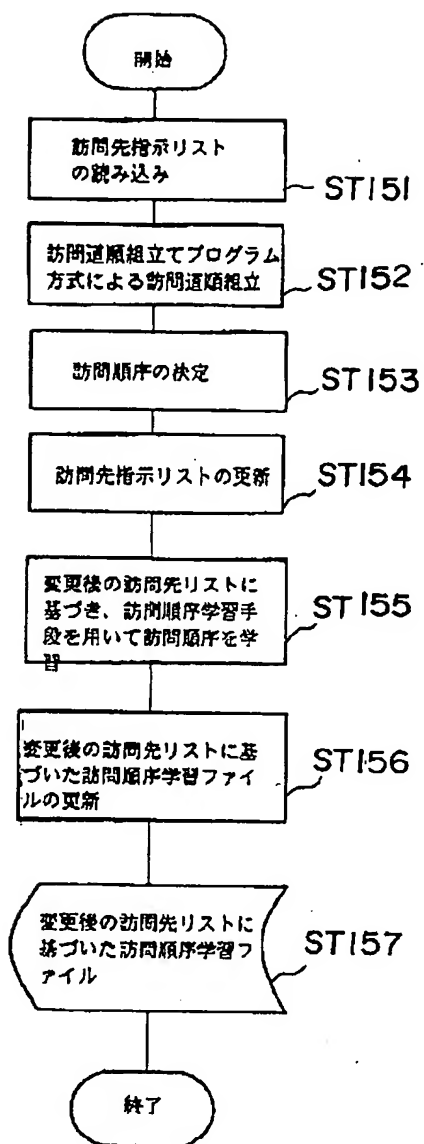 開始
訪問先指示リスト
の読み込み
ST151
訪問道順組立てプログラム
方式による訪問道順組立
ST152
訪問順序の決定
ST153
訪問先指示リストの更新
ST154
変更後の訪問先リストに
基づき、訪問順序学習手
段を用いて訪問順序を学
習
ST155
変更後の訪問先リストに基
づいた訪問順序学習ファイ
ルの更新
ST156
変更後の訪問先リストに
基づいた訪問順序学習フ
ァイル
ST157
終了